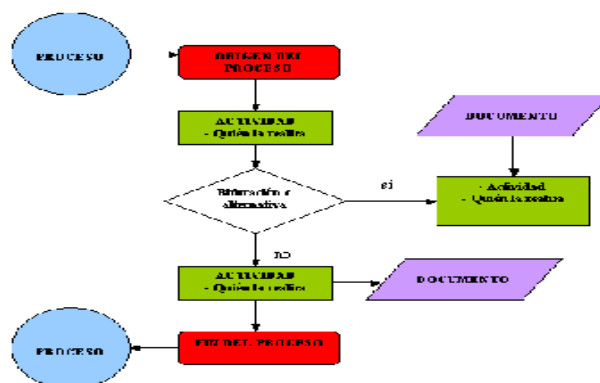 PROCESO
ORIGEN DEL
PROCESO
ACTIVIDAD
- Quién la realiza
DOCUMENTO
Bifurcación o
alternativa
si
- Actividad
- Quién la realiza
no
ACTIVIDAD
- Quién la realiza
DOCUMENTO
PROCESO
FIN DEL PROCESO